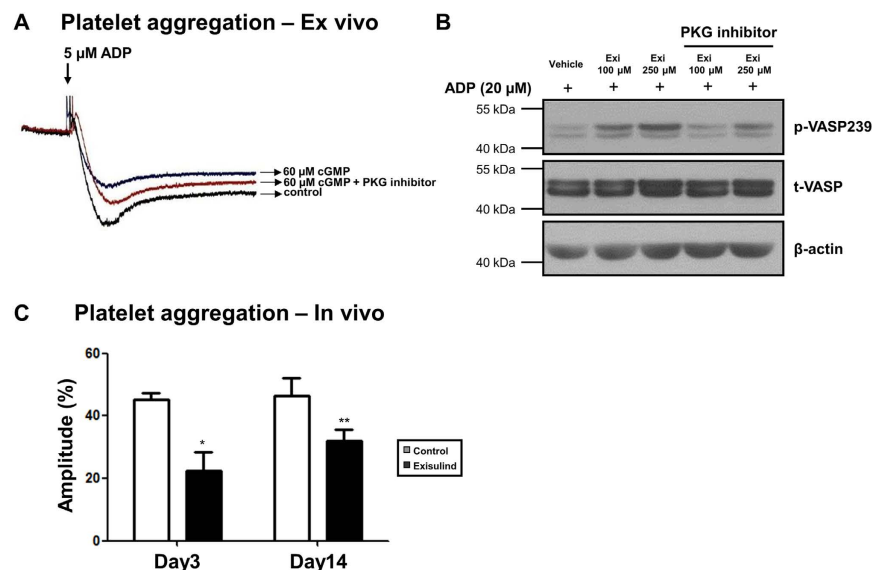 A Platelet aggregation – Ex vivo
5 µM ADP
60 µM cGMP
60 µM cGMP + PKG inhibitor
control
B
PKG inhibitor
Vehicle Exi 100 µM Exi 250 µM Exi 100 µM Exi 250 µM
ADP (20 µM) + + + + +
55 kDa
p-VASP239
40 kDa
55 kDa
t-VASP
40 kDa
β-actin
40 kDa
C Platelet aggregation – In vivo
Amplitude (%)
60
40
20
0
*
**
Control
Exisulind
Day3 Day14